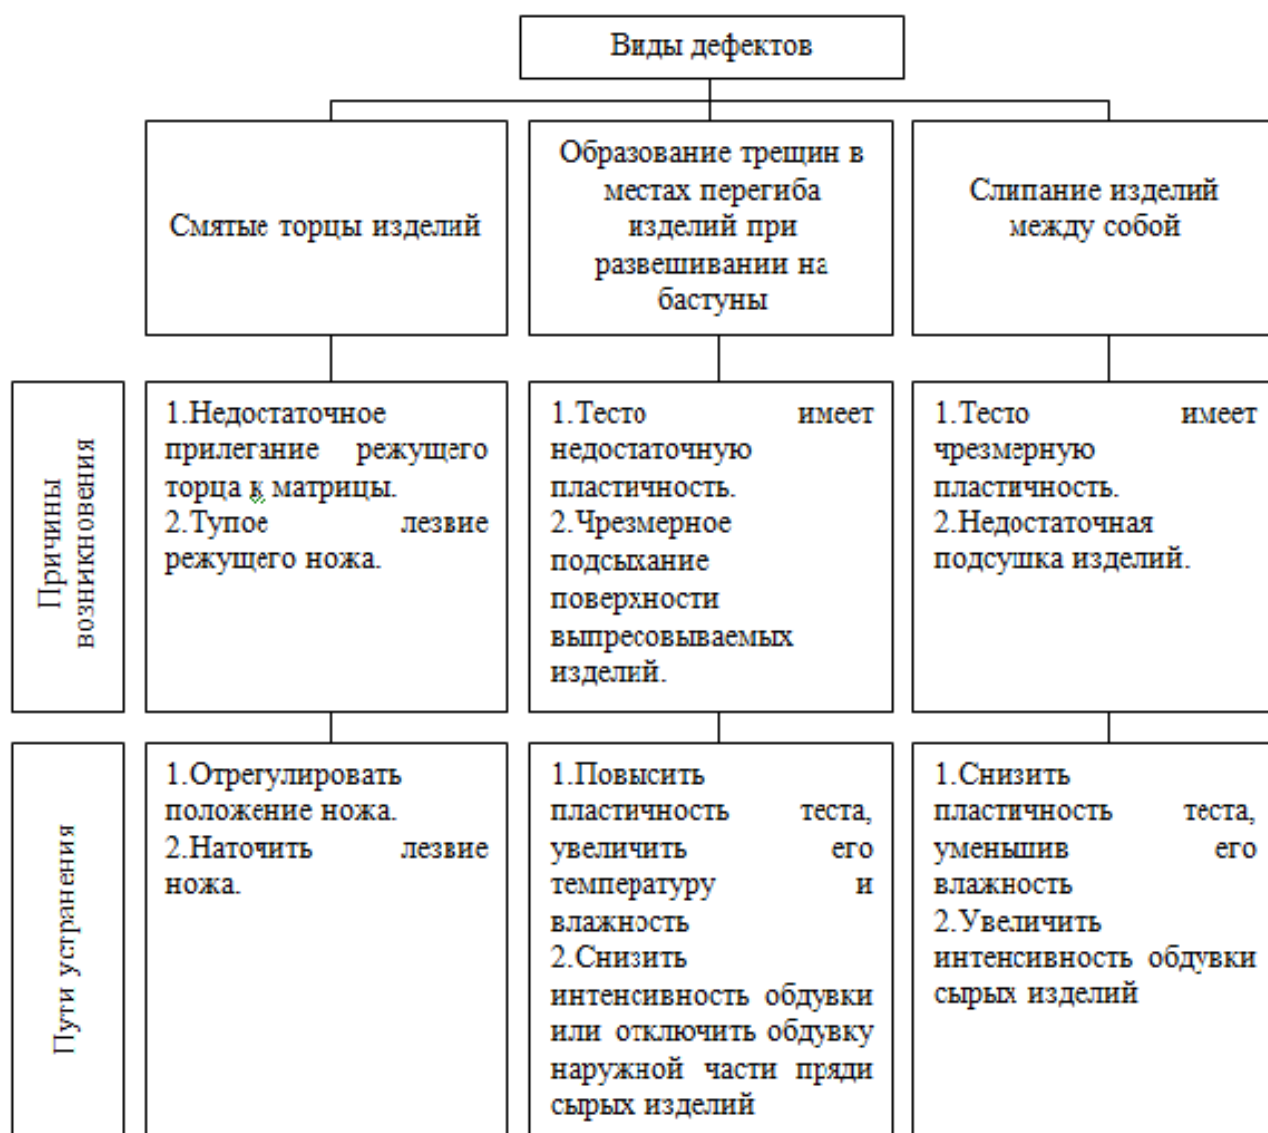 Виды дефектов
Смятые торцы изделий
Образование трещин в
местах перегиба
изделий при
развешивании на
бастуны
Слипание изделий
между собой
Причины
возникновения
1.Недостаточное
прилегание режущего
торца к матрицы.
2.Тупое лезвие
режущего ножа.
1.Тесто имеет
недостаточную
пластичность.
2.Чрезмерное
подсыхание
поверхности
выпресовываемых
изделий.
1.Тесто имеет
чрезмерную
пластичность.
2.Недостаточная
подсушка изделий.
Пути устранения
1.Отрегулировать
положение ножа.
2.Наточить лезвие
ножа.
1.Повысить
пластичность теста,
увеличить его
температуру и
влажность
2.Снизить
интенсивность обдувки
или отключить обдувку
наружной части пряди
сырых изделий
1.Снизить
пластичность теста,
уменьшив его
влажность
2.Увеличить
интенсивность обдувки
сырых изделий